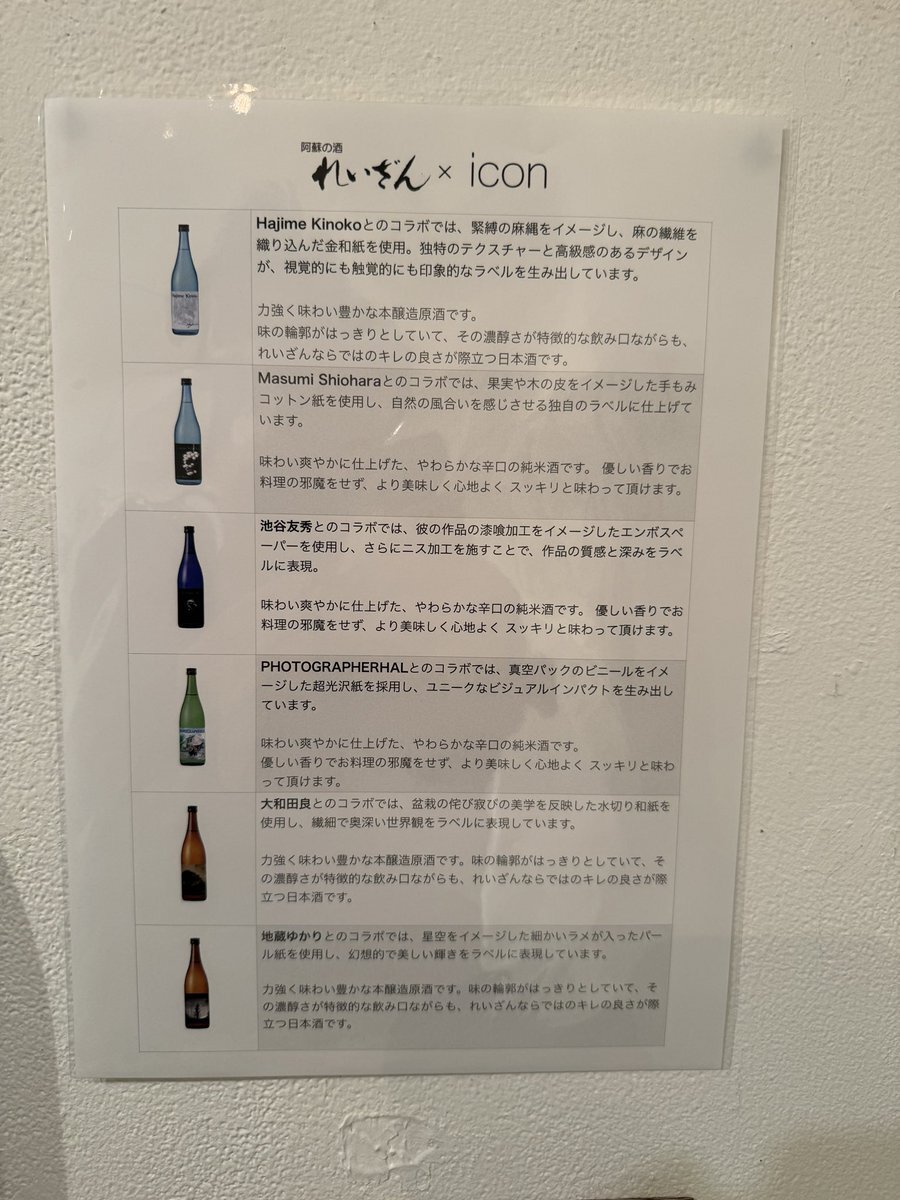 阿蘇の酒
れいざん × icon
Hajime Kinokoとのコラボでは、緊縛の麻縄をイメージし、麻の繊維を
織り込んだ金和紙を使用。独特のテクスチャーと高級感のあるデザイン
が、視覚的にも触覚的にも印象的なラベルを生み出しています。
力強く味わい豊かな本醸造原酒です。
味の輪郭がはっきりとしていて、その濃醇さが特徴的な飲み口ながらも、
れいざんならではのキレの良さが際立つ日本酒です。
Hajime Kinoko
Masumi Shioharaとのコラボでは、果実や木の皮をイメージした手もみ
コットン紙を使用し、自然の風合いを感じさせる独自のラベルに仕上げて
います。
味わい爽やかに仕上げた、やわらかな辛口の純米酒です。 優しい香りでお
料理の邪魔をせず、より美味しく心地よく スッキリと味わって頂けます。
池谷友秀とのコラボでは、彼の作品の漆喰加工をイメージしたエンボスペ
ーパーを使用し、さらにニス加工を施すことで、作品の質感と深みをラベ
ルに表現。
味わい爽やかに仕上げた、やわらかな辛口の純米酒です。 優しい香りでお
料理の邪魔をせず、より美味しく心地よく スッキリと味わって頂けます。
PHOTOGRAPHERHALとのコラボでは、真空パックのビニールをイメ
ージした超光沢紙を採用し、ユニークなビジュアルインパクトを生み出し
ています。
味わい爽やかに仕上げた、やわらかな辛口の純米酒です。
優しい香りでお料理の邪魔をせず、より美味しく心地よく スッキリと味わ
って頂けます。
大和田良とのコラボでは、盆栽の侘び寂びの美学を反映した水切り和紙を
使用し、繊細で奥深い世界観をラベルに表現しています。
力強く味わい豊かな本醸造原酒です。味の輪郭がはっきりとしていて、そ
の濃醇さが特徴的な飲み口ながらも、れいざんならではのキレの良さが際
立つ日本酒です。
地蔵ゆかりとのコラボでは、星空をイメージした細かいラメが入ったパー
ル紙を使用し、幻想的で美しい輝きをラベルに表現しています。
力強く味わい豊かな本醸造原酒です。味の輪郭がはっきりとしていて、そ
の濃醇さが特徴的な飲み口ながらも、れいざんならではのキレの良さが際
立つ日本酒です。